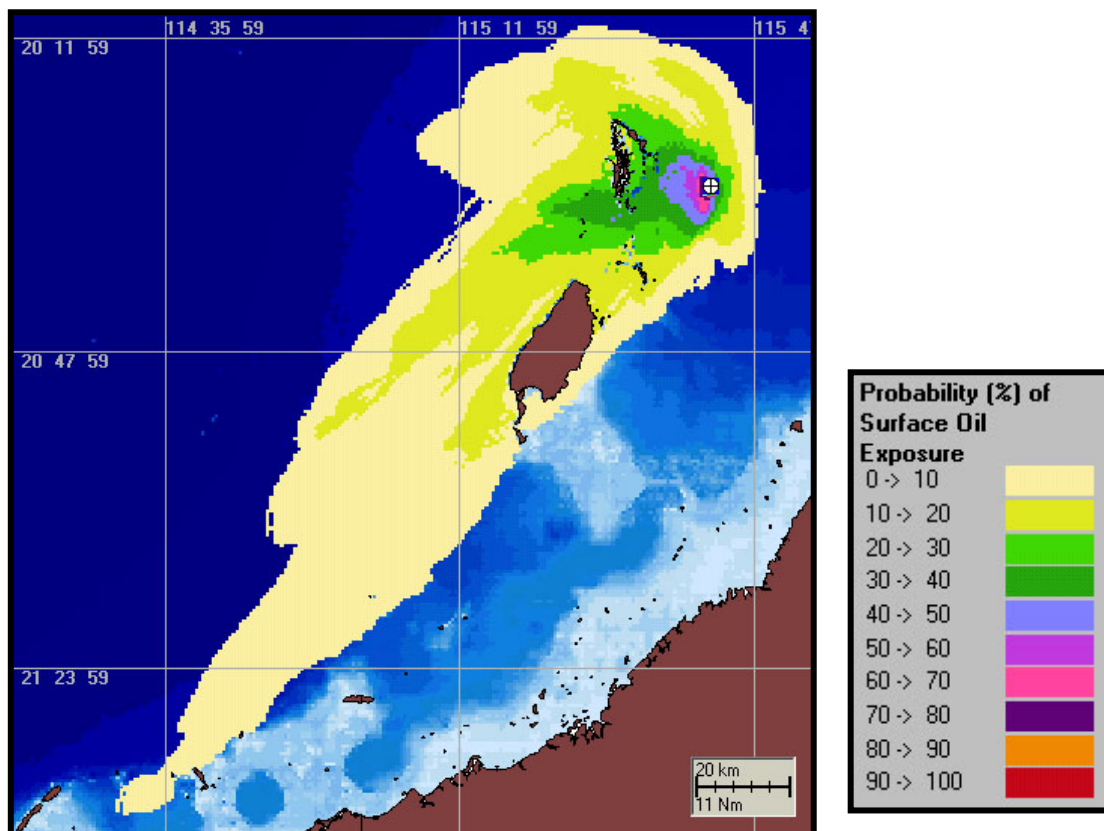 114 35 59
115 11 59
115 4
20 11 59
20 47 59
21 23 59
20 km
11 Nm
Probability (%) of
Surface Oil
Exposure
0 -> 10
10 -> 20
20 -> 30
30 -> 40
40 -> 50
50 -> 60
60 -> 70
70 -> 80
80 -> 90
90 -> 100